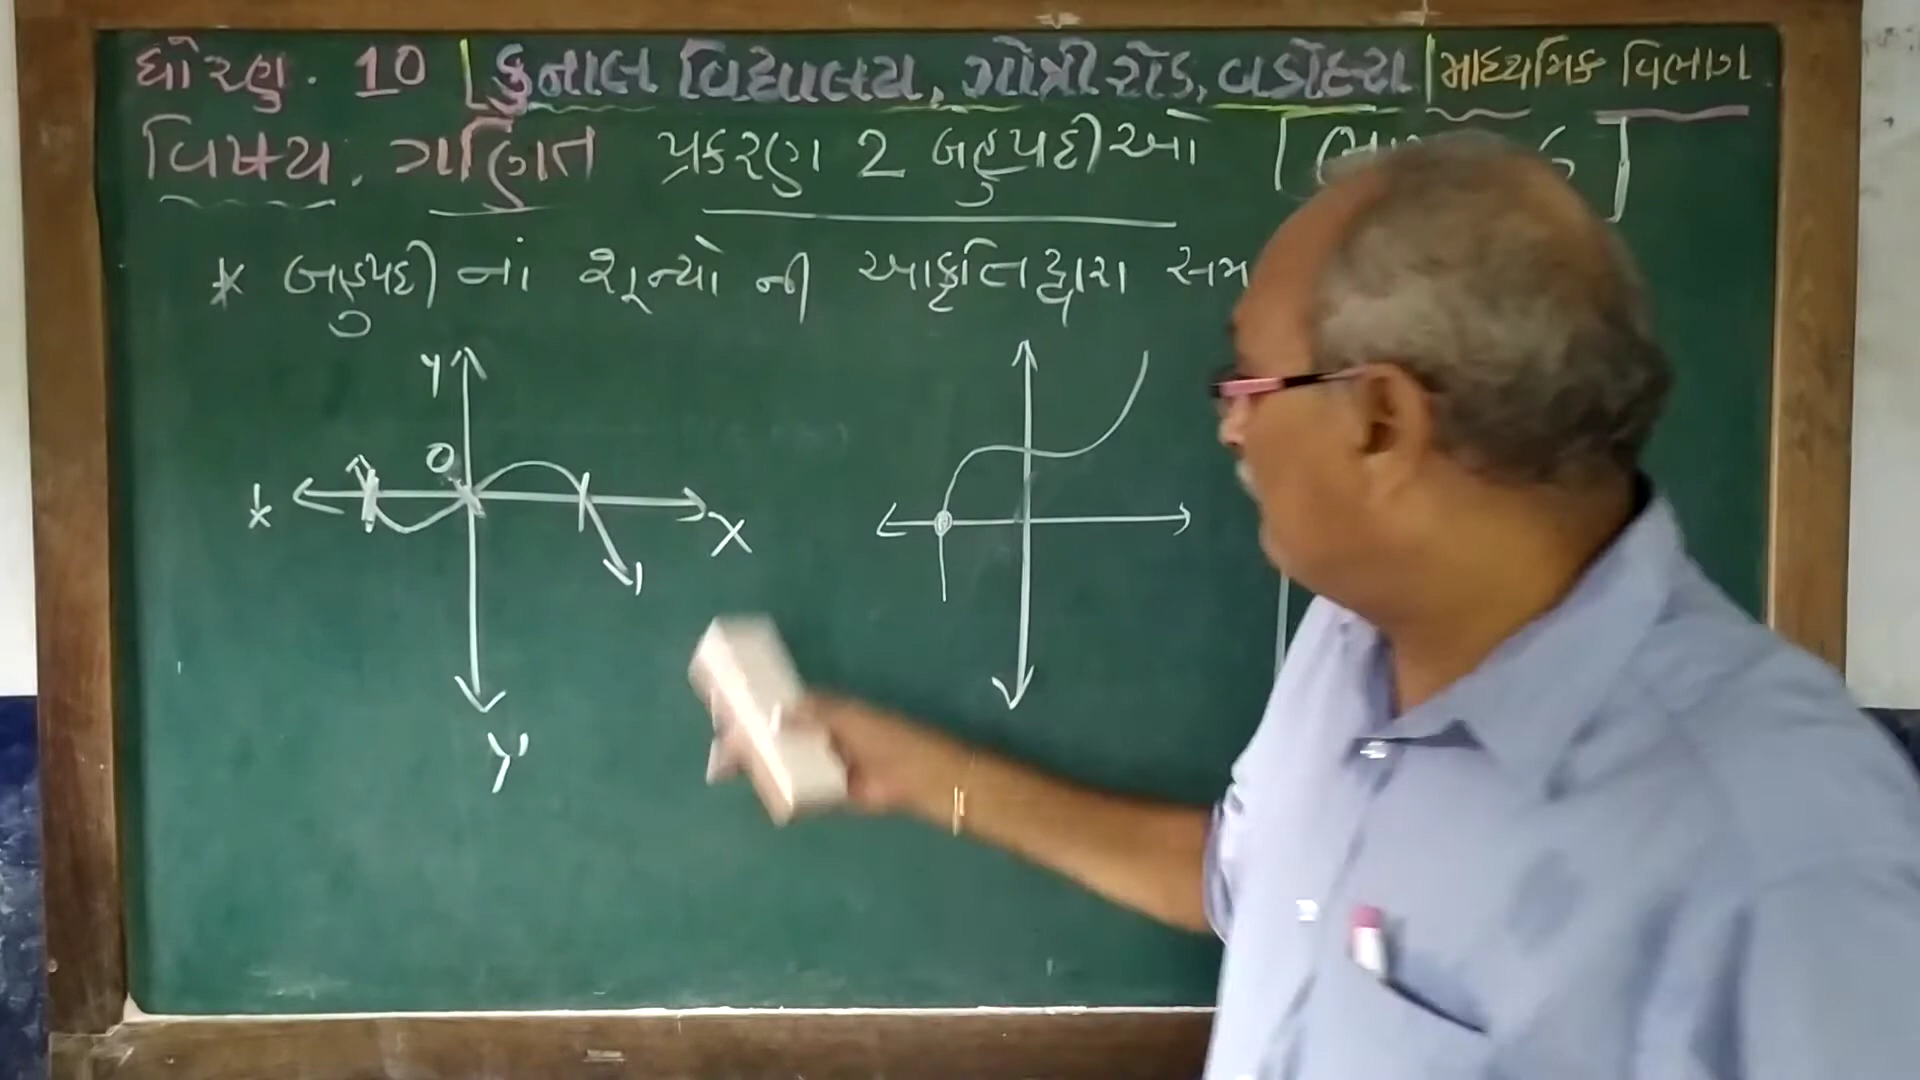 ધોરણ. 10 | કુનાલ વિદ્યાલય, ગોત્રી રોડ, વડોદરા | માધ્યમિક વિભાગ
વિષય. ગણિત પ્રકરણ 2 બહુપદીઓ
* બહુપદી નાં શૂન્યો ની આકૃતિ દ્વારા
Y
O
X
Y'